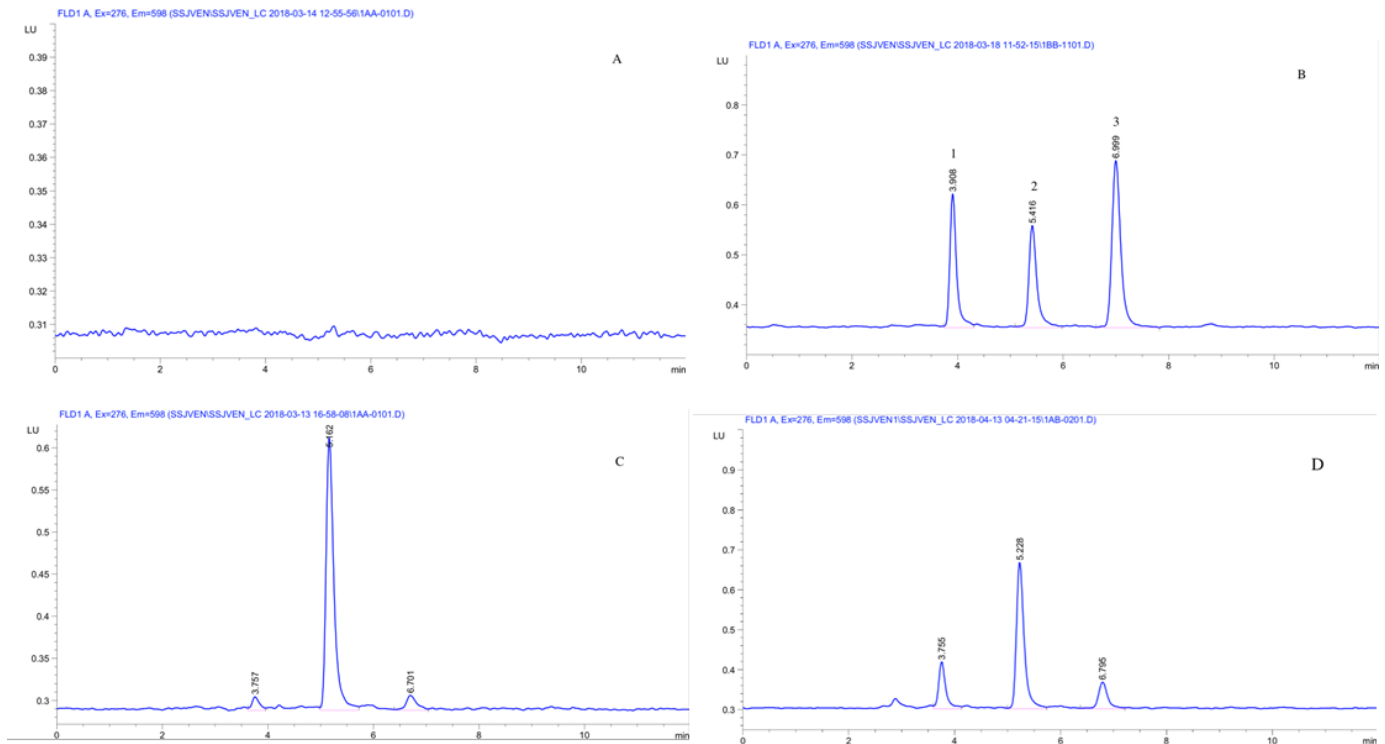 FLD1 A, Ex=276, Em=598 (SSJVEN\SSJVEN_LC 2018-03-14 12-55-56\1AA-0101.D)
LU
A
0.39
0.38
0.37
0.36
0.35
0.34
0.33
0.32
0.31
0 2 4 6 8 10 min
FLD1 A, Ex=276, Em=598 (SSJVEN\SSJVEN_LC 2018-03-18 11-52-15\1BB-1101.D)
LU
B
0.8
0.7
0.6
0.5
0.4
1
3.908
2
5.416
3
6.999
0 2 4 6 8 10 min
FLD1 A, Ex=276, Em=598 (SSJVEN\SSJVEN_LC 2018-03-13 16-58-08\1AA-0101.D)
LU
C
0.6
0.55
0.5
0.45
0.4
0.35
0.3
3.757
5.162
6.701
0 2 4 6 8 10 min
FLD1 A, Ex=276, Em=598 (SSJVEN1\SSJVEN_LC 2018-04-13 04-21-15\1AB-0201.D)
LU
D
0.9
0.8
0.7
0.6
0.5
0.4
0.3
3.755
5.228
6.795
0 2 4 6 8 10 min